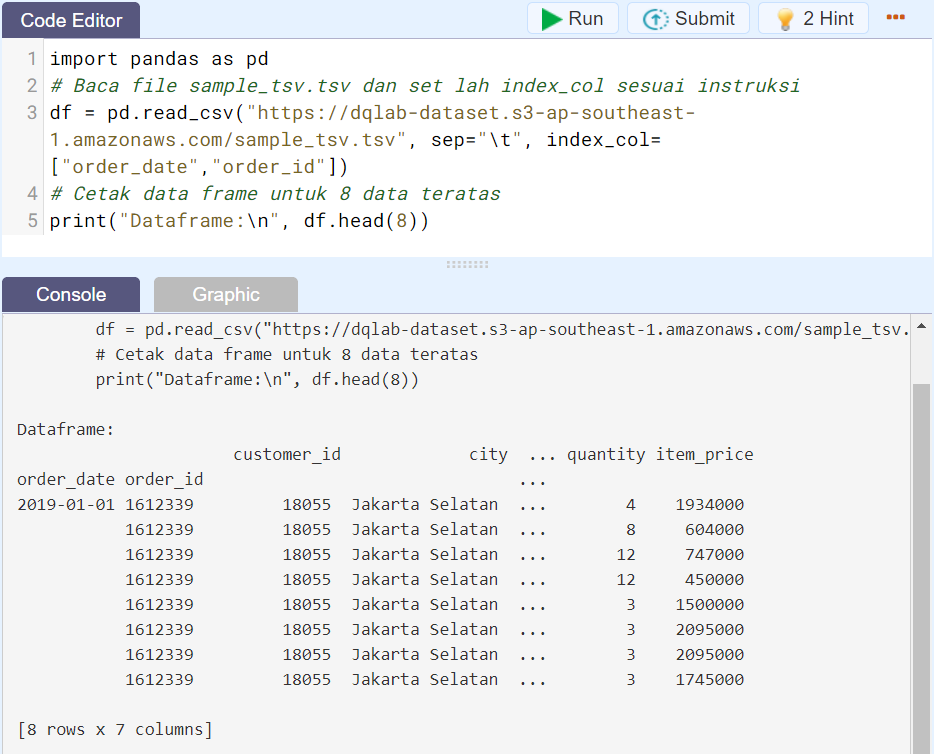 Code Editor
Run
Submit
2 Hint
1 import pandas as pd
2 # Baca file sample_tsv.tsv dan set lah index_col sesuai instruksi
3 df = pd.read_csv("https://dqlab-dataset.s3-ap-southeast-
1.amazonaws.com/sample_tsv.tsv", sep="\t", index_col=
["order_date","order_id"])
4 # Cetak data frame untuk 8 data teratas
5 print("Dataframe:\n", df.head(8))
Console
Graphic
df = pd.read_csv("https://dqlab-dataset.s3-ap-southeast-1.amazonaws.com/sample_tsv.
# Cetak data frame untuk 8 data teratas
print("Dataframe:\n", df.head(8))
Dataframe:
customer_id city ... quantity item_price
order_date order_id ...
2019-01-01 1612339 18055 Jakarta Selatan ... 4 1934000
1612339 18055 Jakarta Selatan ... 8 604000
1612339 18055 Jakarta Selatan ... 12 747000
1612339 18055 Jakarta Selatan ... 12 450000
1612339 18055 Jakarta Selatan ... 3 1500000
1612339 18055 Jakarta Selatan ... 3 2095000
1612339 18055 Jakarta Selatan ... 3 2095000
1612339 18055 Jakarta Selatan ... 3 1745000
[8 rows x 7 columns]